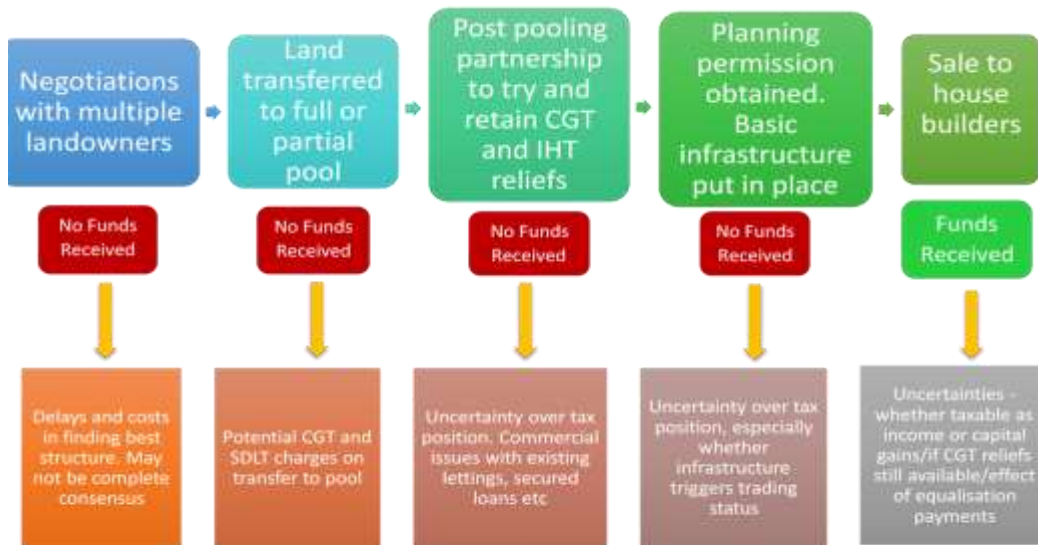 Negotiations
with multiple
landowners
Land
transferred
to full or
partial
pool
Post pooling
partnership
to try and
retain CGT
and IHT
reliefs
Planning
permission
obtained.
Basic
infrastructure
put in place
Sale to
house
builders
No Funds
Received
No Funds
Received
No Funds
Received
No Funds
Received
Funds
Received
Delays and costs
in finding best
structure. May
not be complete
consensus
Potential CGT and
SDLT charges on
transfer to pool
Uncertainty over tax
position. Commercial
issues with existing
lettings, secured
loans etc
Uncertainty over tax
position, especially
whether
infrastructure
triggers trading
status
Uncertainties -
whether taxable as
income or capital
gains/if CGT reliefs
still available/effect
of equalisation
payments